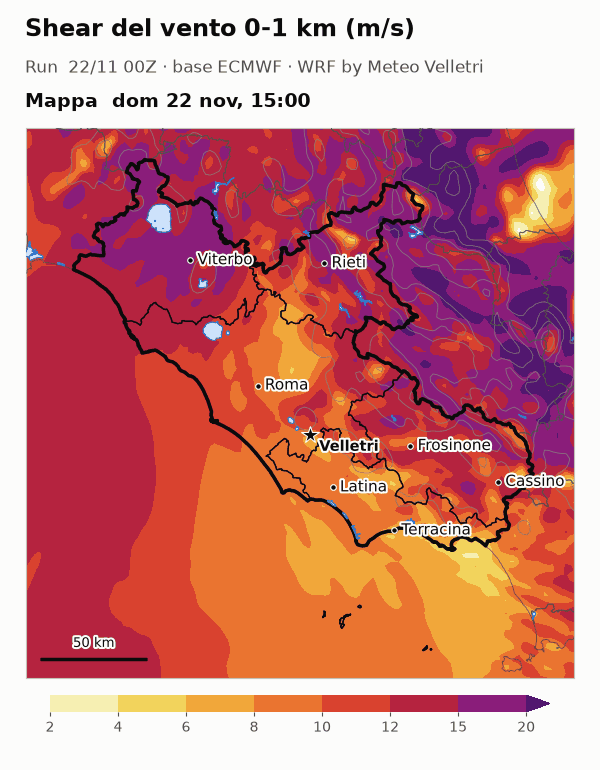 Shear del vento 0-1 km (m/s)
Run  22/11 00Z · base ECMWF · WRF by Meteo Velletri
Mappa  dom 22 nov, 15:00
Viterbo
Rieti
Roma
Velletri
Frosinone
Cassino
Latina
Terracina
50 km
2 4 6 8 10 12 15 20